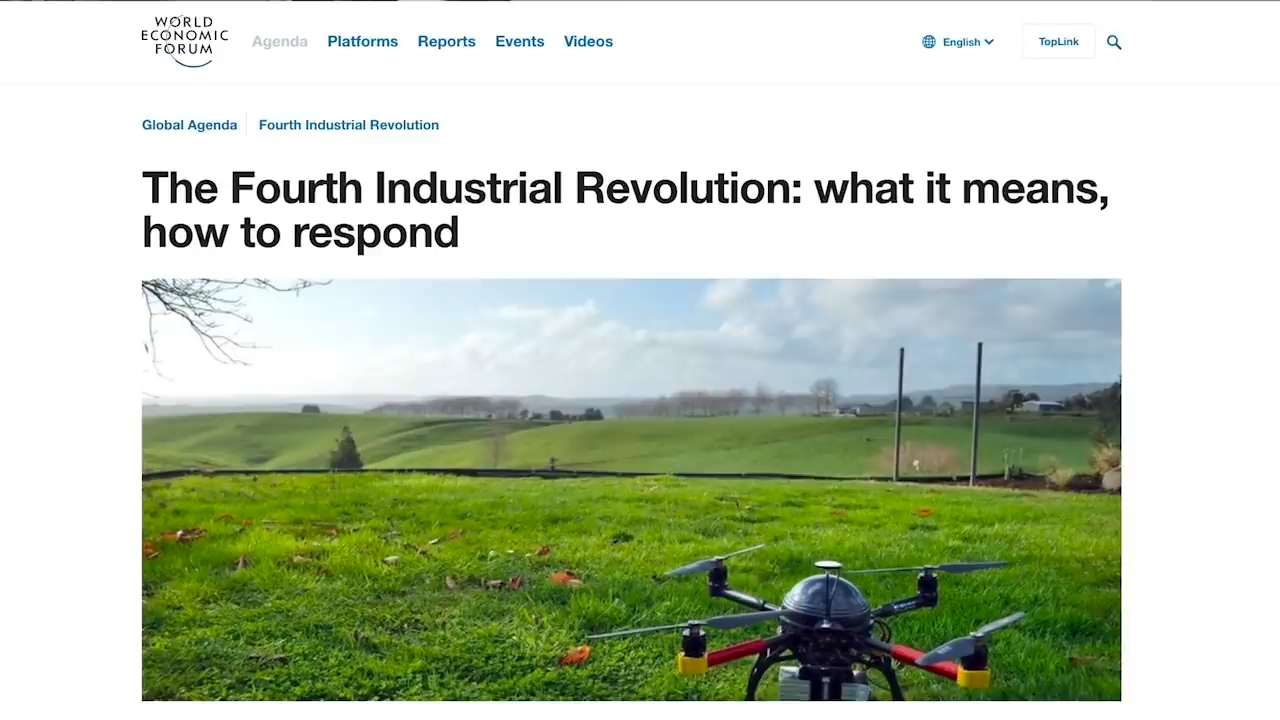 WORLD
ECONOMIC
FORUM
Agenda Platforms Reports Events Videos
English
TopLink
Global Agenda Fourth Industrial Revolution
The Fourth Industrial Revolution: what it means,
how to respond